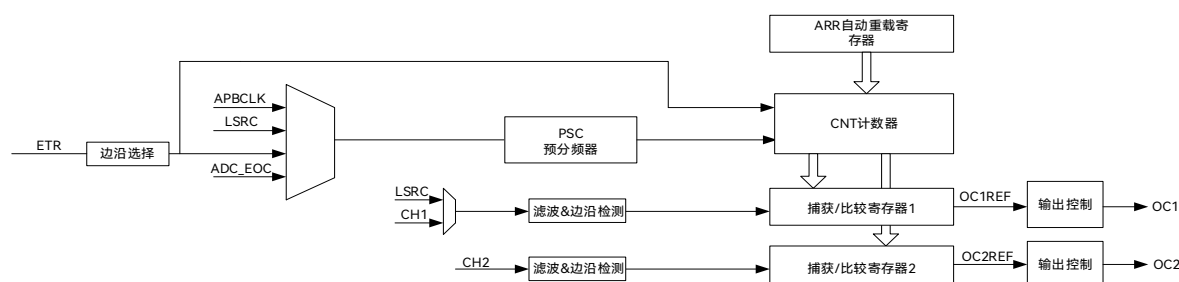 ARR自动重载寄
存器
APBCLK
LSRC
ETR
边沿选择
ADC_EOC
PSC
预分频器
CNT计数器
LSRC
CH1
滤波&边沿检测
捕获/比较寄存器1
OC1REF
输出控制
OC1
CH2
滤波&边沿检测
捕获/比较寄存器2
OC2REF
输出控制
OC2